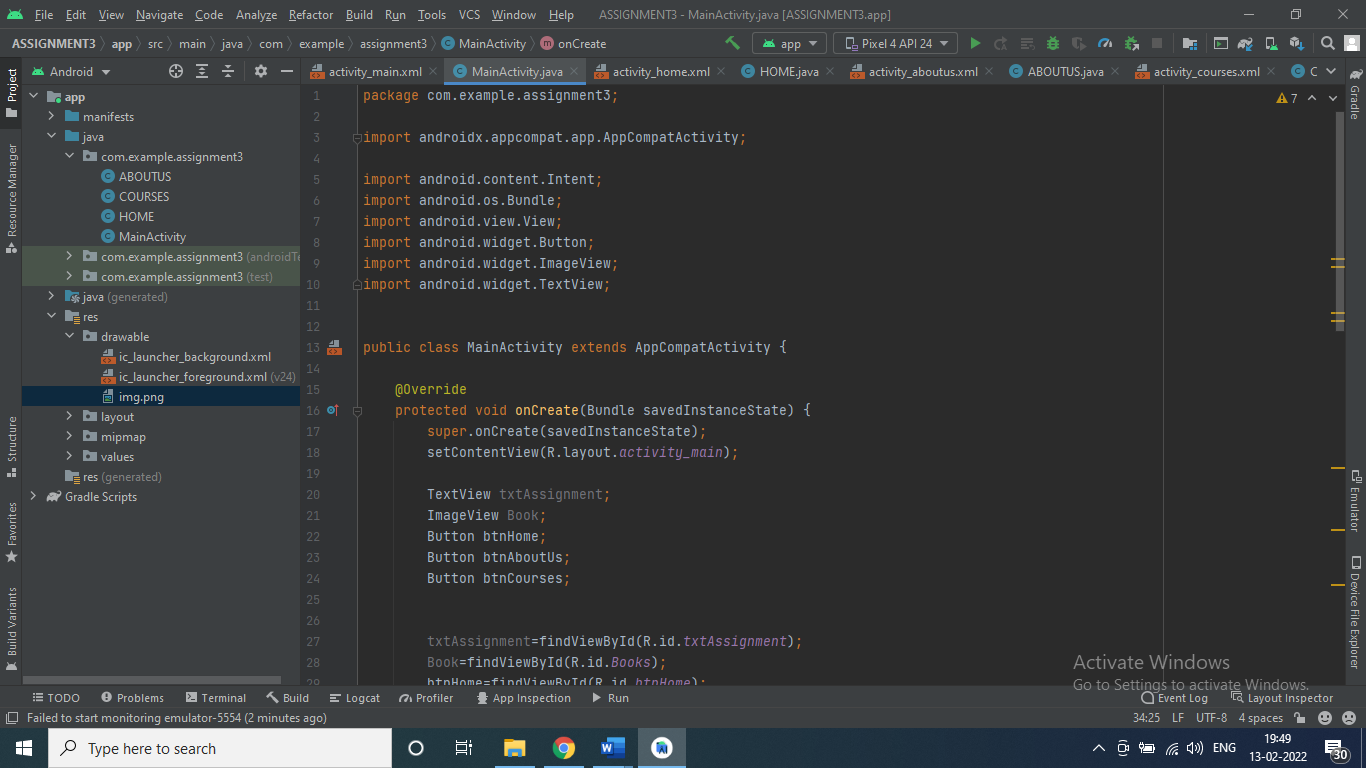 File Edit View Navigate Code Analyze Refactor Build Run Tools VCS Window Help ASSIGNMENT3 - MainActivity.java [ASSIGNMENT3.app]
ASSIGNMENT3 app src main java com example assignment3 MainActivity onCreate app Pixel 4 API 24
Android activity_main.xml MainActivity.java activity_home.xml HOME.java activity_aboutus.xml ABOUTUS.java activity_courses.xml C
Project
Resource Manager
Structure
Favorites
Build Variants
app
manifests
java
com.example.assignment3
ABOUTUS
COURSES
HOME
MainActivity
com.example.assignment3 (androidTe
com.example.assignment3 (test)
java (generated)
res
drawable
ic_launcher_background.xml
ic_launcher_foreground.xml (v24)
img.png
layout
mipmap
values
res (generated)
Gradle Scripts
7
1 package com.example.assignment3;
2
3 import androidx.appcompat.app.AppCompatActivity;
4
5 import android.content.Intent;
6 import android.os.Bundle;
7 import android.view.View;
8 import android.widget.Button;
9 import android.widget.ImageView;
10 import android.widget.TextView;
11
12
13 public class MainActivity extends AppCompatActivity {
14
15 @Override
16 protected void onCreate(Bundle savedInstanceState) {
17 super.onCreate(savedInstanceState);
18 setContentView(R.layout.activity_main);
19
20 TextView txtAssignment;
21 ImageView Book;
22 Button btnHome;
23 Button btnAboutUs;
24 Button btnCourses;
25
26
27 txtAssignment=findViewById(R.id.txtAssignment);
28 Book=findViewById(R.id.Books);
29 btnHome=findViewById(R.id.btnHome);
Gradle
Emulator
Device File Explorer
Activate Windows
Go to Settings to activate Windows.
TODO Problems Terminal Build Logcat Profiler App Inspection Run Event Log Layout Inspector
Failed to start monitoring emulator-5554 (2 minutes ago) 34:25 LF UTF-8 4 spaces
Type here to search
W
ENG
19:49
13-02-2022
30